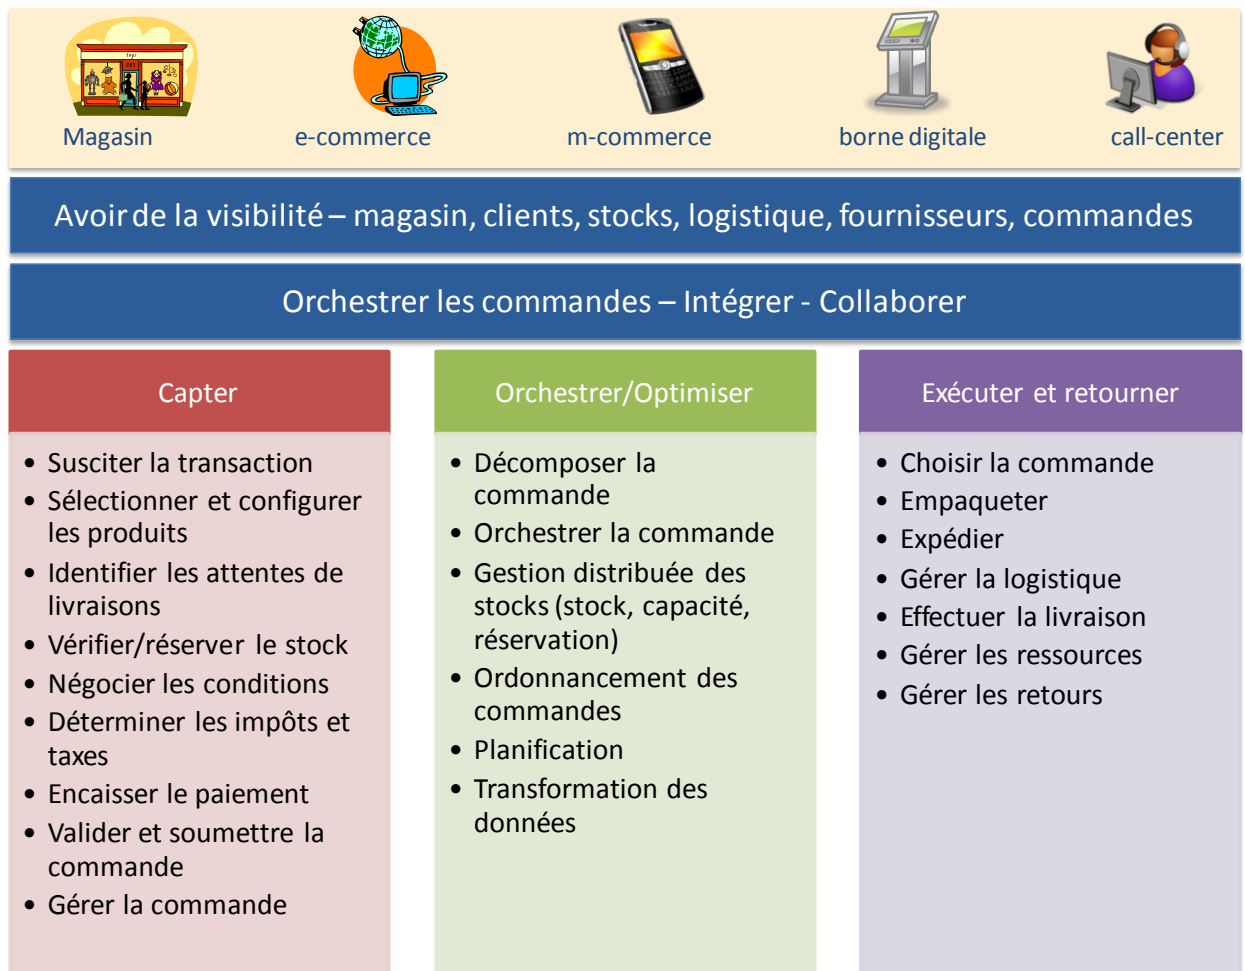 Magasin
e-commerce
m-commerce
borne digitale
call-center
Avoir de la visibilité – magasin, clients, stocks, logistique, fournisseurs, commandes
Orchestrer les commandes – Intégrer - Collaborer
Capter
• Susciter la transaction
• Sélectionner et configurer
les produits
• Identifier les attentes de
livraisons
• Vérifier/réserver le stock
• Négocier les conditions
• Déterminer les impôts et
taxes
• Encaisser le paiement
• Valider et soumettre la
commande
• Gérer la commande
Orchestrer/Optimiser
• Décomposer la
commande
• Orchestrer la commande
• Gestion distribuée des
stocks (stock, capacité,
réservation)
• Ordonnancement des
commandes
• Planification
• Transformation des
données
Exécuter et retourner
• Choisir la commande
• Empaqueter
• Expédier
• Gérer la logistique
• Effectuer la livraison
• Gérer les ressources
• Gérer les retours